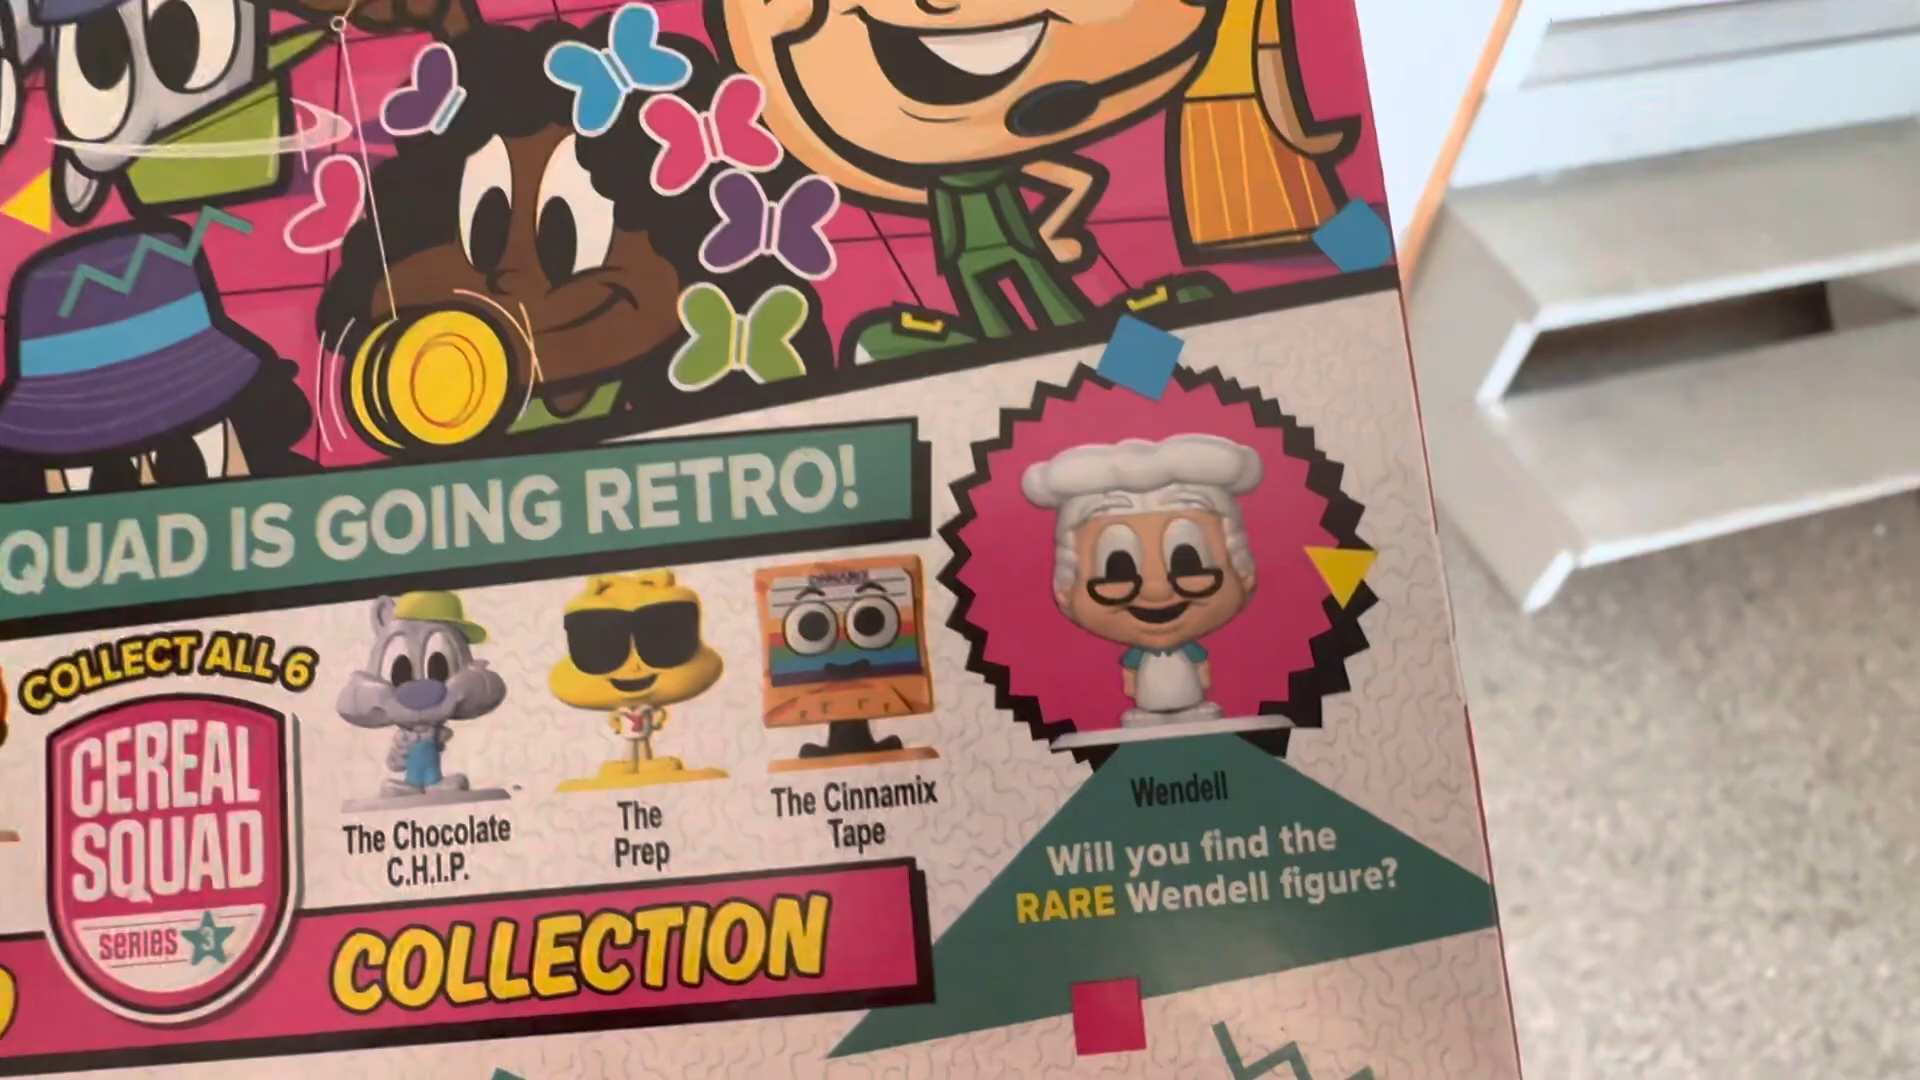 QUAD IS GOING RETRO!
COLLECT ALL 6
CEREAL
SQUAD
SERIES 3
The Chocolate
C.H.I.P.
The
Prep
CINNAMIX
The Cinnamix
Tape
COLLECTION
Wendell
Will you find the
RARE Wendell figure?